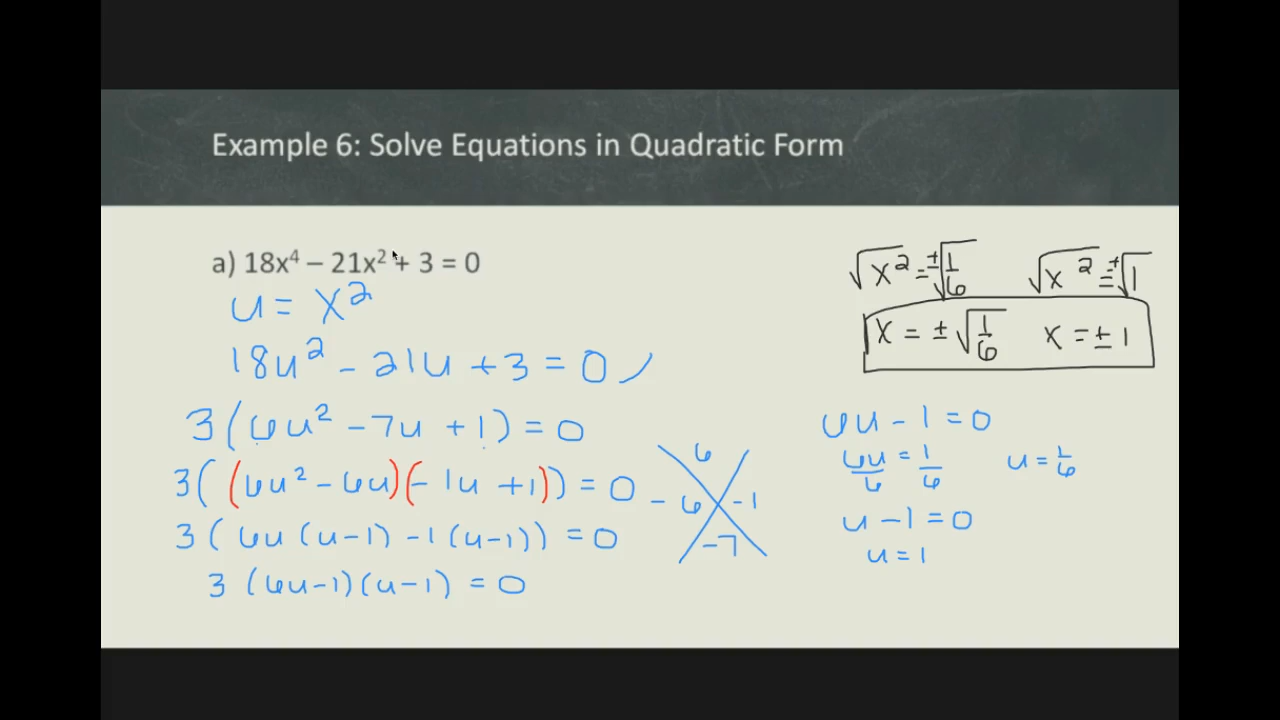 Example 6: Solve Equations in Quadratic Form
a) 18x⁴ – 21x² + 3 = 0
u = x²
18u² - 21u + 3 = 0
3(6u² - 7u + 1) = 0
3((6u² - 6u)(- 1u + 1)) = 0
3(6u(u-1) -1(u-1)) = 0
3(6u-1)(u-1) = 0
6
-6 -1
-7
√x² = ±√1/6 √x² = ±√1
x = ±√1/6 x = ±1
6u - 1 = 0
6u/6 = 1/6 u = 1/6
u - 1 = 0
u = 1